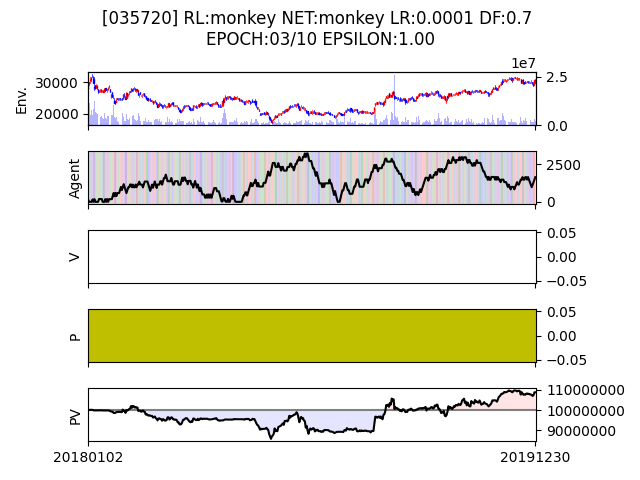 [035720] RL:monkey NET:monkey LR:0.0001 DF:0.7
EPOCH:03/10 EPSILON:1.00
1e7
30000
20000
Env.
2.5
0.0
Agent
2500
0
V
0.05
0.00
−0.05
P
0.05
0.00
−0.05
PV
110000000
100000000
90000000
20180102
20191230